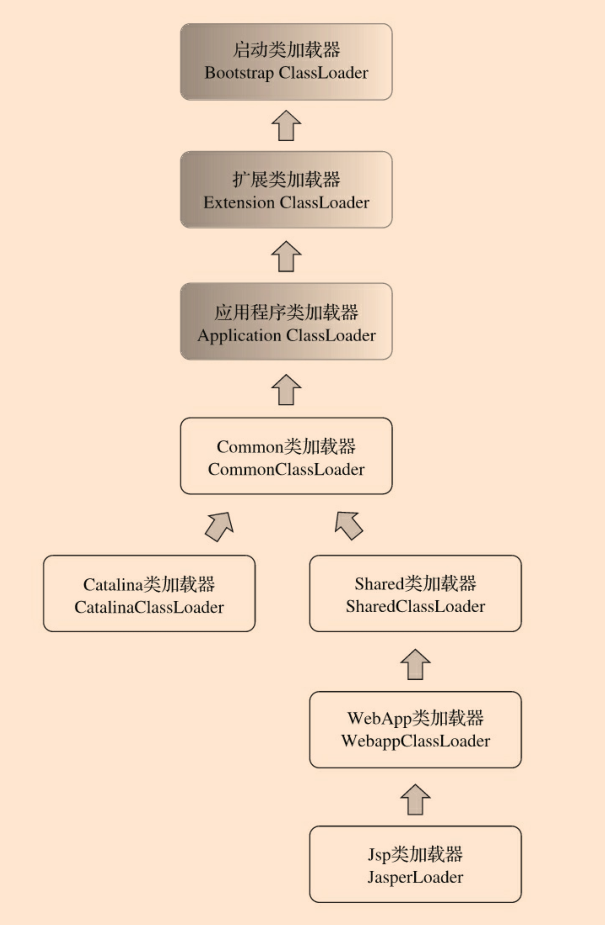 启动类加载器
Bootstrap ClassLoader
扩展类加载器
Extension ClassLoader
应用程序类加载器
Application ClassLoader
Common类加载器
CommonClassLoader
Catalina类加载器
CatalinaClassLoader
Shared类加载器
SharedClassLoader
WebApp类加载器
WebappClassLoader
Jsp类加载器
JasperLoader